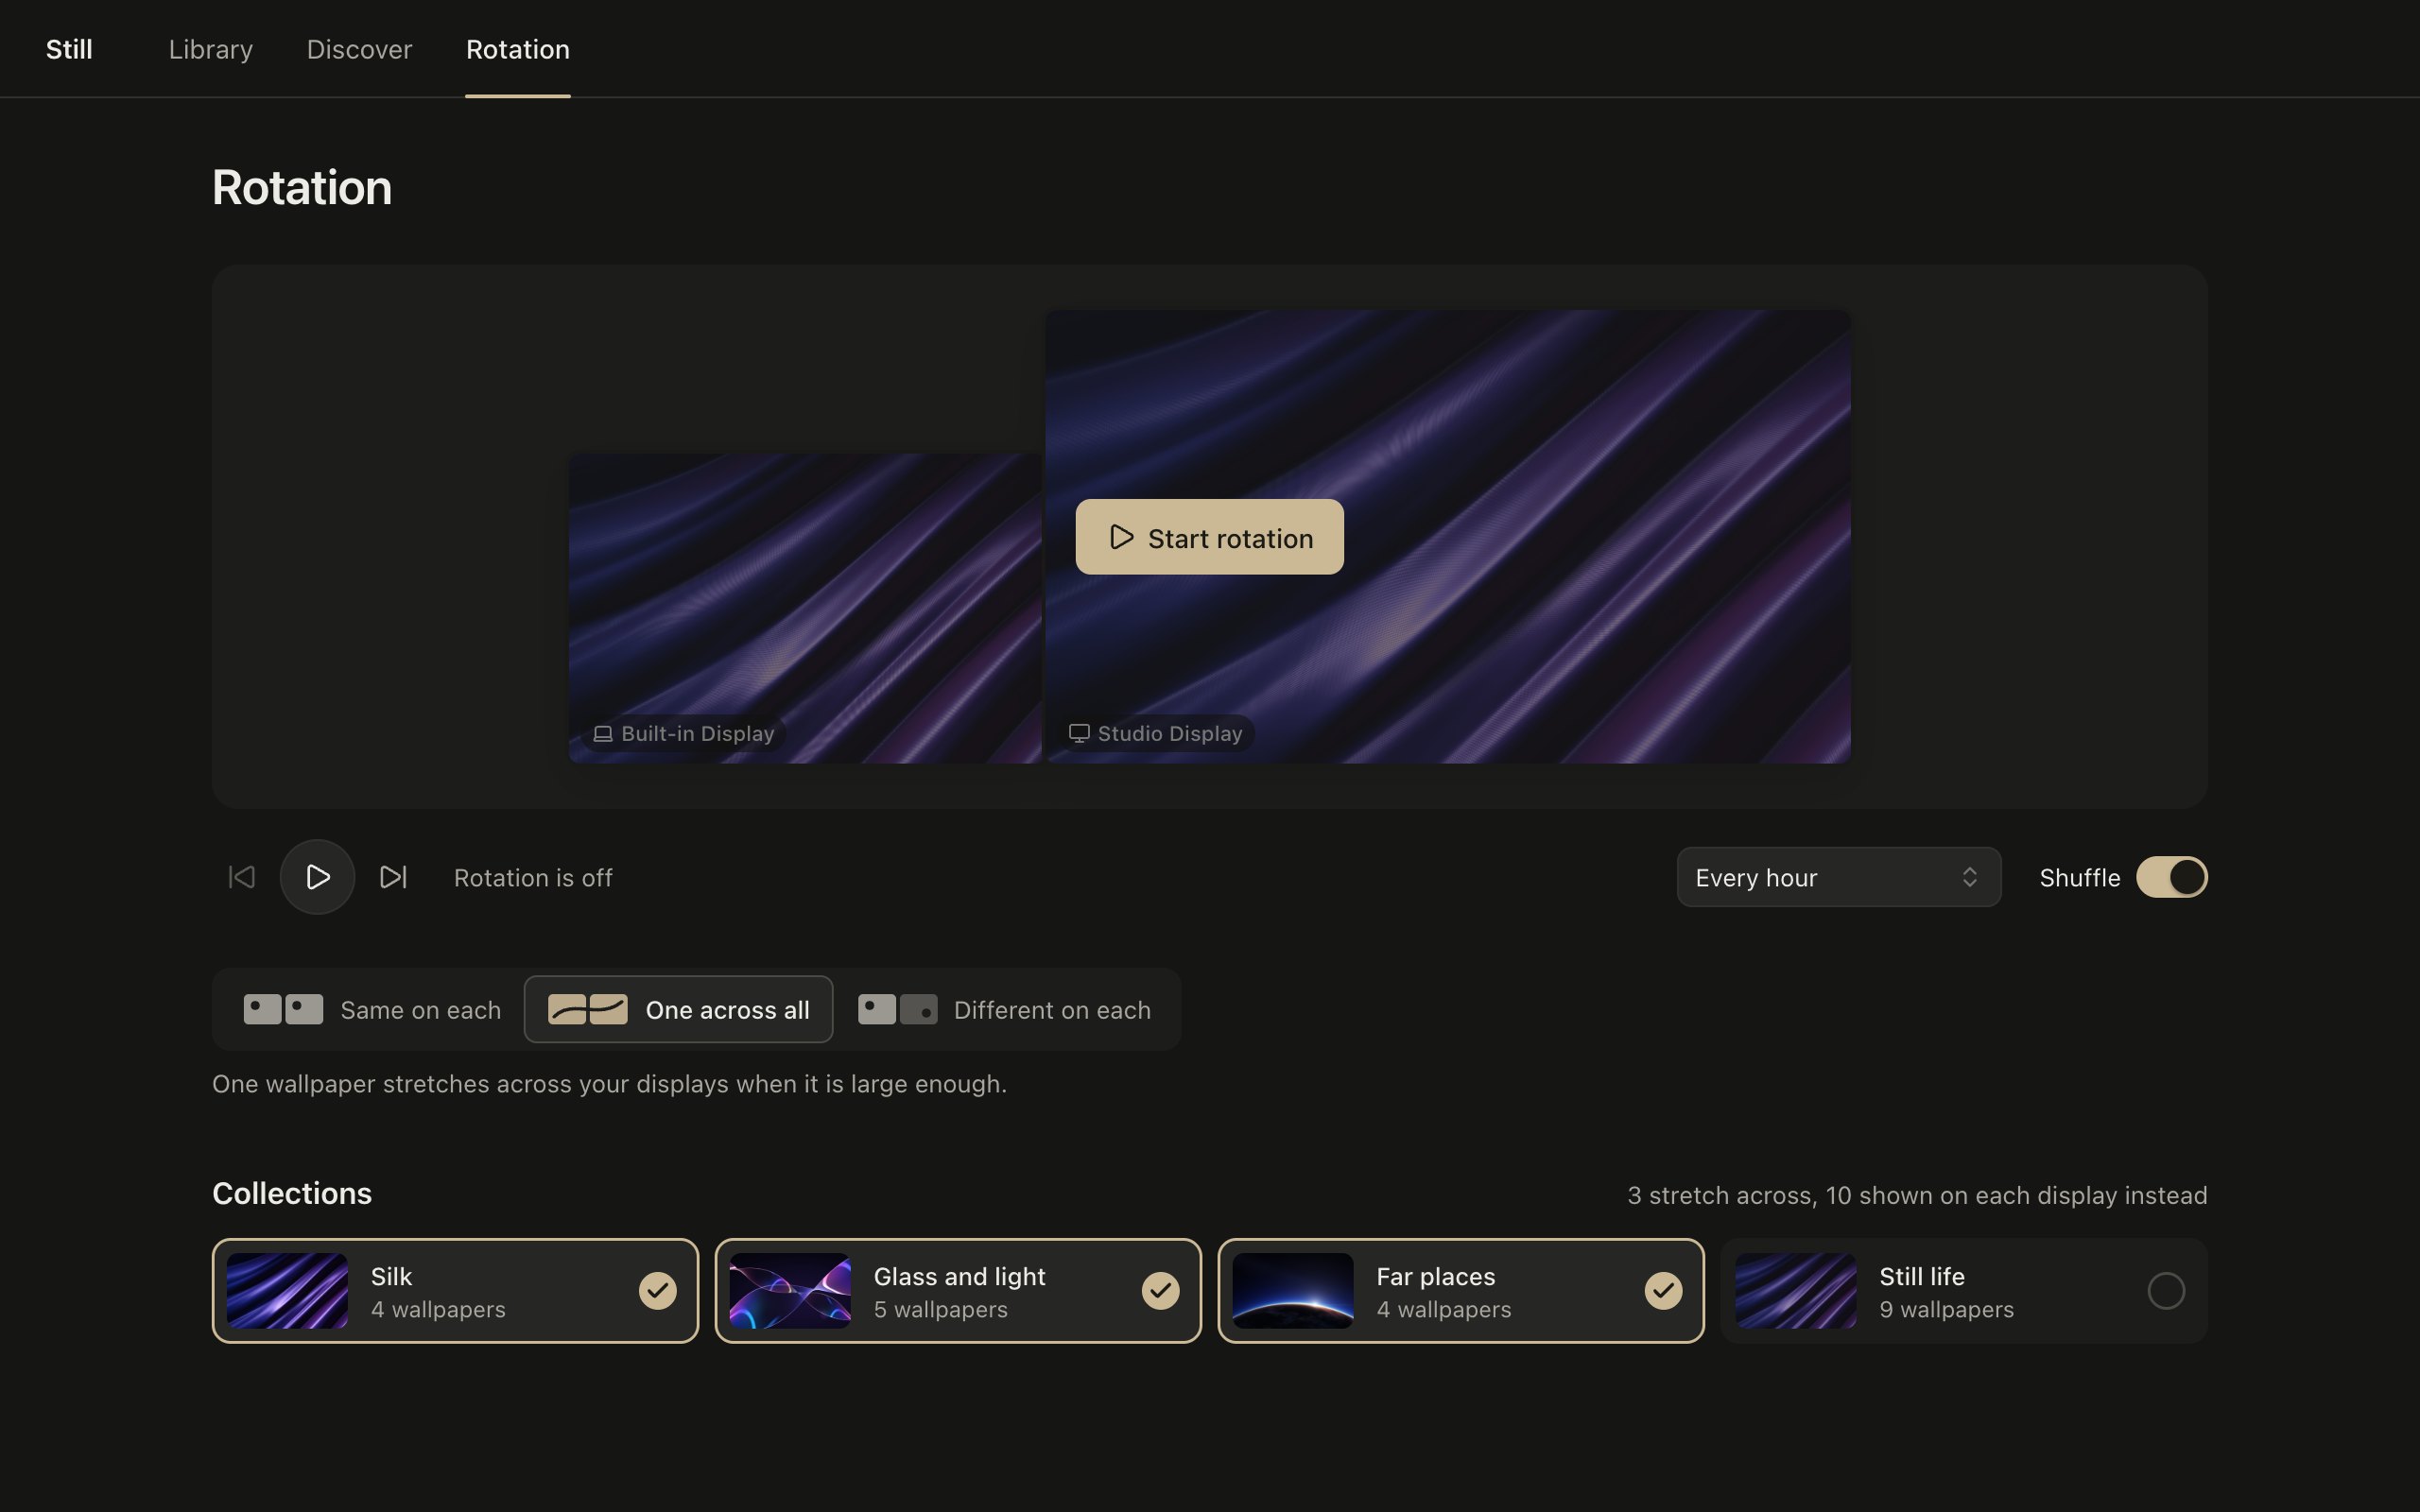 Still
Library
Discover
Rotation
Rotation
Start rotation
Built-in Display
Studio Display
Rotation is off
Every hour
Shuffle
Same on each
One across all
Different on each
One wallpaper stretches across your displays when it is large enough.
Collections
3 stretch across, 10 shown on each display instead
Silk
4 wallpapers
Glass and light
5 wallpapers
Far places
4 wallpapers
Still life
9 wallpapers